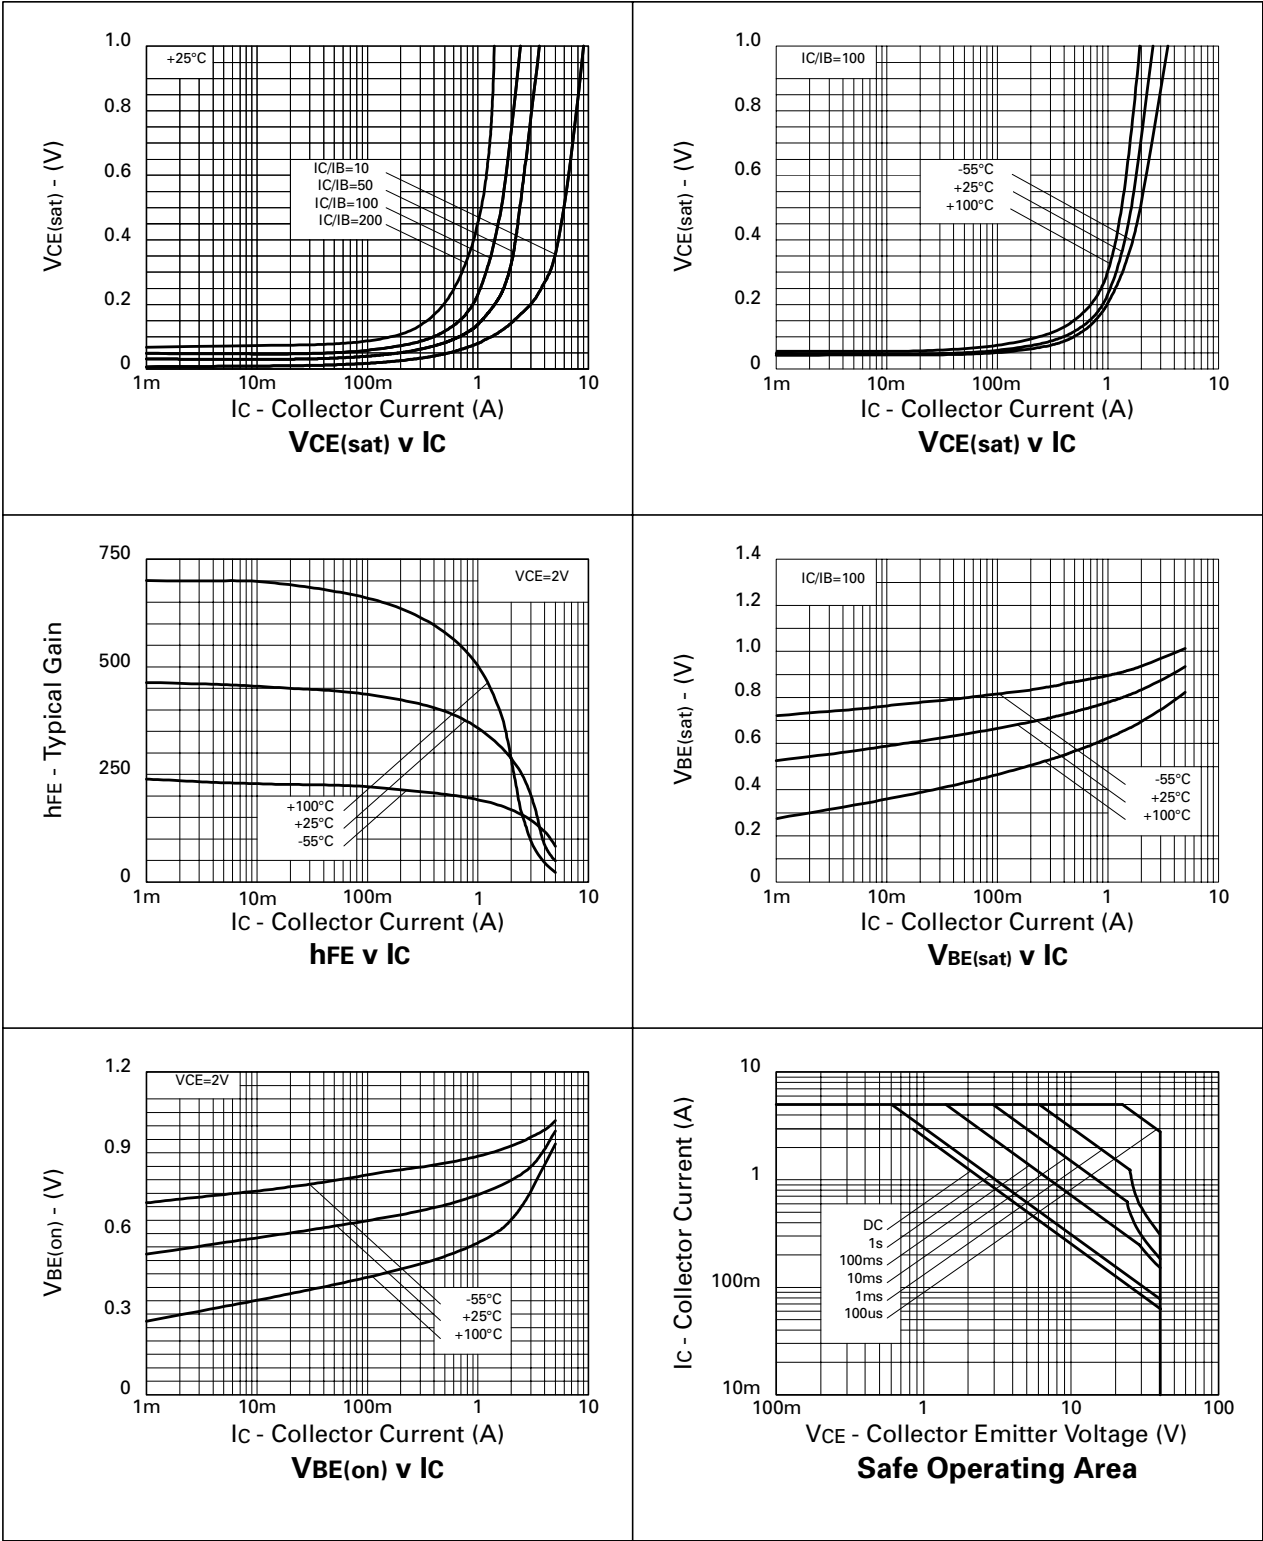 1.0
+25°C
0.8
0.6
IC/IB=10
IC/IB=50
IC/IB=100
IC/IB=200
0.4
0.2
0
1m 10m 100m 1 10
VCE(sat) - (V)
IC - Collector Current (A)
VCE(sat) v IC
1.0
IC/IB=100
0.8
0.6
-55°C
+25°C
+100°C
0.4
0.2
0
1m 10m 100m 1 10
VCE(sat) - (V)
IC - Collector Current (A)
VCE(sat) v IC
750
VCE=2V
500
250
+100°C
+25°C
-55°C
0
1m 10m 100m 1 10
hFE - Typical Gain
IC - Collector Current (A)
hFE v IC
1.4
IC/IB=100
1.2
1.0
0.8
0.6
0.4
-55°C
+25°C
+100°C
0.2
0
1m 10m 100m 1 10
VBE(sat) - (V)
IC - Collector Current (A)
VBE(sat) v IC
1.2
VCE=2V
0.9
0.6
0.3
-55°C
+25°C
+100°C
0
1m 10m 100m 1 10
VBE(on) - (V)
IC - Collector Current (A)
VBE(on) v IC
10
1
DC
1s
100ms
10ms
1ms
100us
100m
10m
100m 1 10 100
IC - Collector Current (A)
VCE - Collector Emitter Voltage (V)
Safe Operating Area